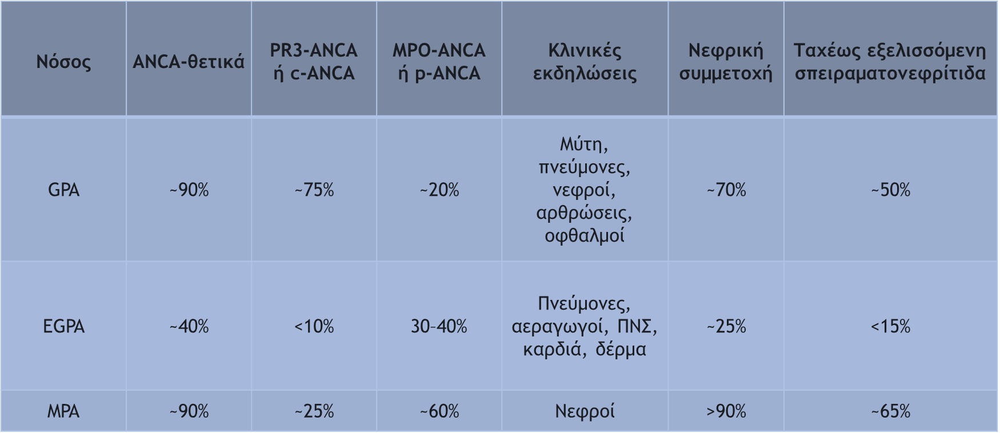 Νόσος
ANCA-θετικά
PR3-ANCA
ή c-ANCA
MPO-ANCA
ή p-ANCA
Κλινικές
εκδηλώσεις
Νεφρική
συμμετοχή
Ταχέως εξελισσόμενη
σπειραματονεφρίτιδα
GPA
~90%
~75%
~20%
Μύτη,
πνεύμονες,
νεφροί,
αρθρώσεις,
οφθαλμοί
~70%
~50%
EGPA
~40%
<10%
30–40%
Πνεύμονες,
αεραγωγοί, ΠΝΣ,
καρδιά, δέρμα
~25%
<15%
MPA
~90%
~25%
~60%
Νεφροί
>90%
~65%